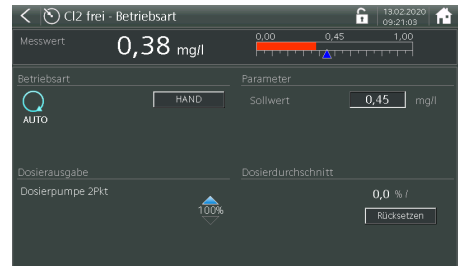 Cl2 frei - Betriebsart
13.02.2020
09:21:03
Messwert
0,38 mg/l
0,00 0,45 1,00
Betriebsart
HAND
AUTO
Parameter
Sollwert 0,45 mg/l
Dosierausgabe
Dosierpumpe 2Pkt
100%
Dosierdurchschnitt
0,0 % /
Rücksetzen